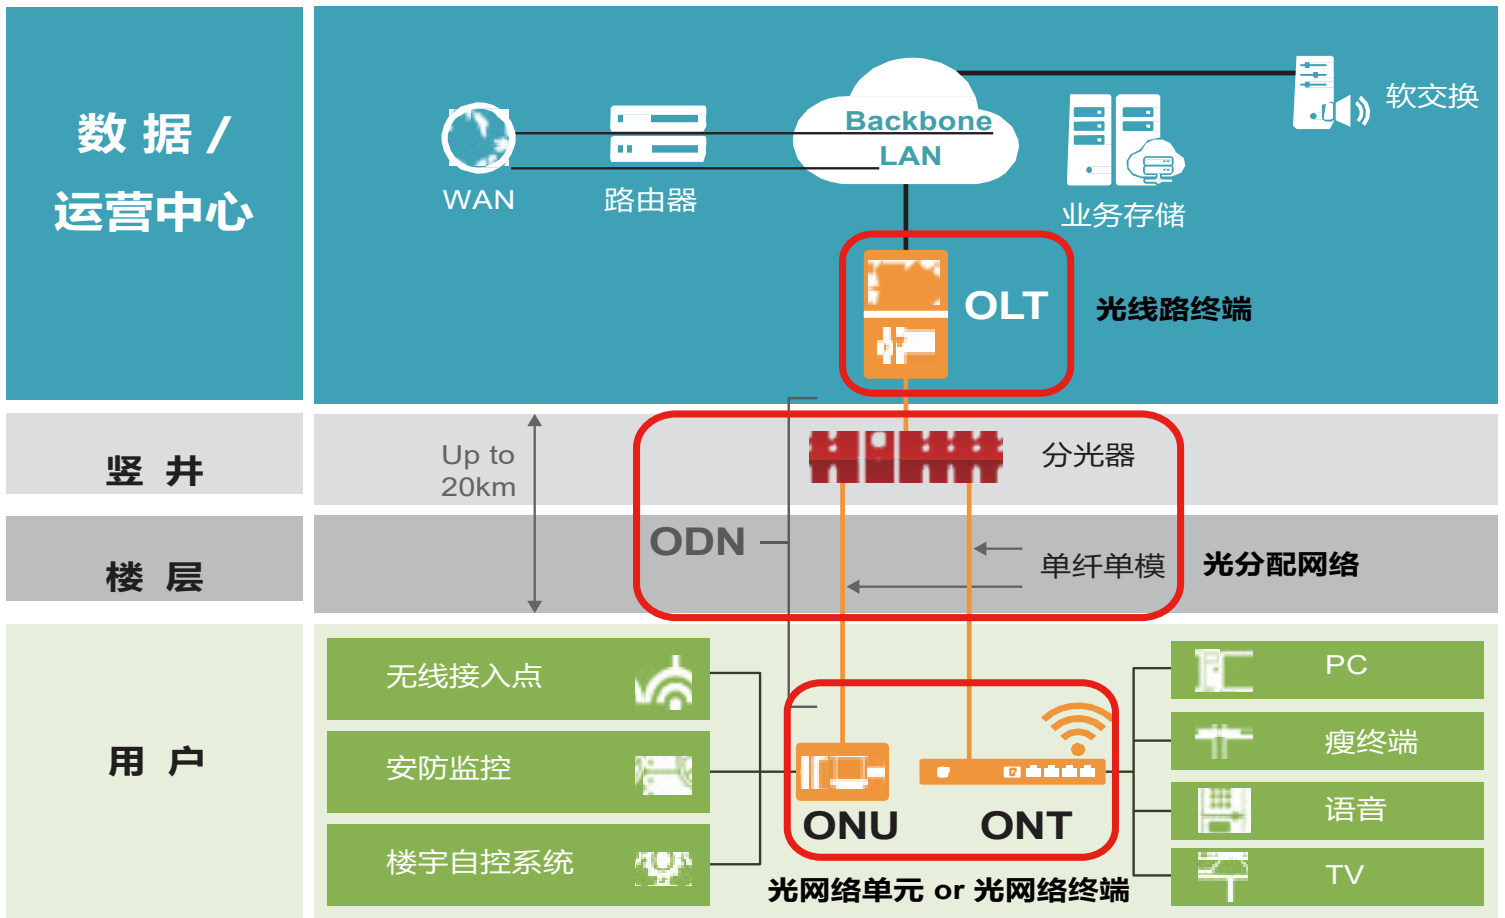 数 据 /
运营中心
Backbone
LAN
WAN
路由器
业务存储
软交换
OLT
光线路终端
竖 井
Up to
20km
分光器
楼 层
ODN
单纤单模
光分配网络
用 户
无线接入点
安防监控
楼宇自控系统
ONU
ONT
光网络单元 or 光网络终端
PC
瘦终端
语音
TV